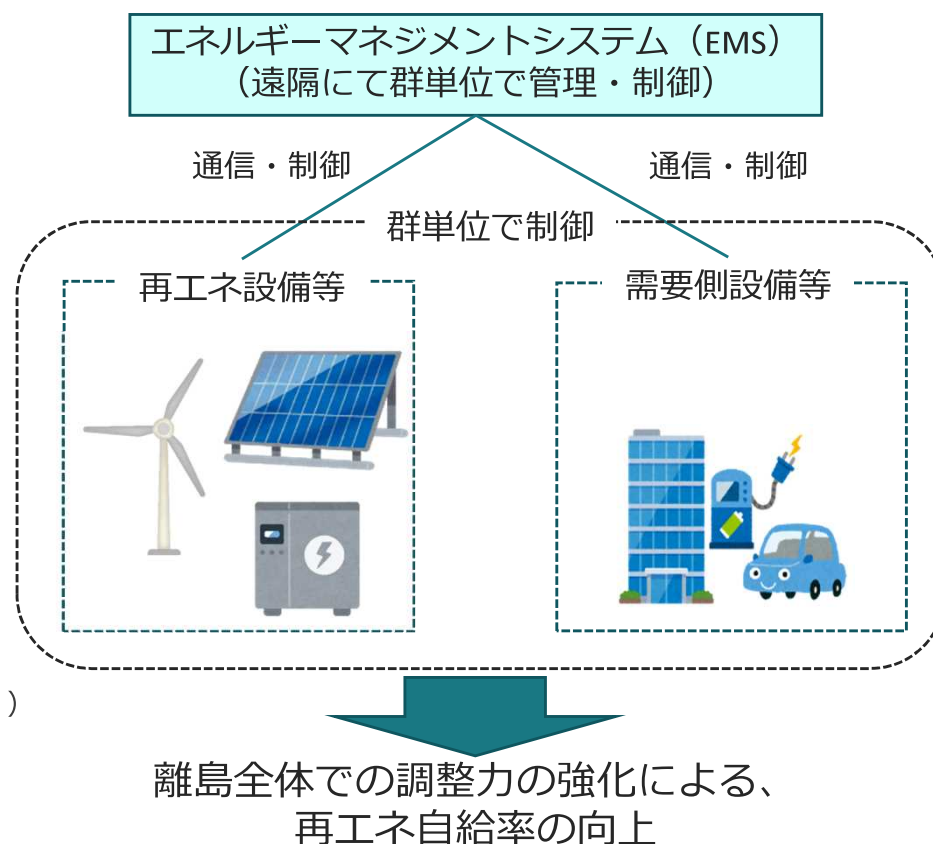 エネルギーマネジメントシステム（EMS）
（遠隔にて群単位で管理・制御）
通信・制御
通信・制御
群単位で制御
再エネ設備等
需要側設備等
）
離島全体での調整力の強化による、
再エネ自給率の向上